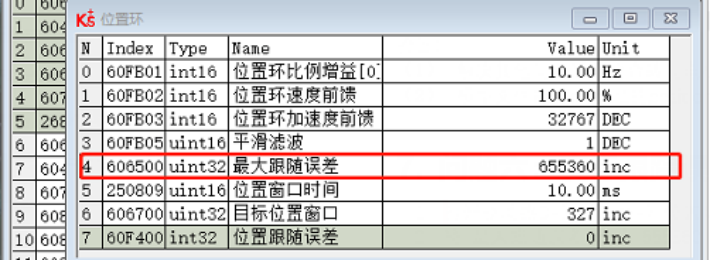 位置环
N Index Type Name Value Unit
0 60FB01 int16 位置环比例增益[0] 10.00 Hz
1 60FB02 int16 位置环速度前馈 100.00 %
2 60FB03 int16 位置环加速度前馈 32767 DEC
3 60FB05 uint16 平滑滤波 1 DEC
4 606500 uint32 最大跟随误差 655360 inc
5 250809 uint16 位置窗口时间 10.00 ms
6 606700 uint32 目标位置窗口 327 inc
7 60F400 int32 位置跟随误差 0 inc
0 606
1 604
2 606
3 606
4 607
5 268
6 606
7 604
8 607
9 608
10 608